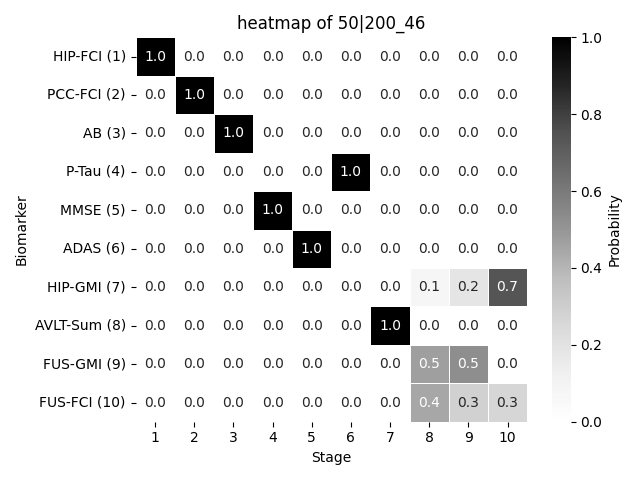 heatmap of 50|200_46
HIP-FCI (1) 1.0 0.0 0.0 0.0 0.0 0.0 0.0 0.0 0.0 0.0
PCC-FCI (2) 0.0 1.0 0.0 0.0 0.0 0.0 0.0 0.0 0.0 0.0
AB (3) 0.0 0.0 1.0 0.0 0.0 0.0 0.0 0.0 0.0 0.0
P-Tau (4) 0.0 0.0 0.0 0.0 0.0 1.0 0.0 0.0 0.0 0.0
MMSE (5) 0.0 0.0 0.0 1.0 0.0 0.0 0.0 0.0 0.0 0.0
ADAS (6) 0.0 0.0 0.0 0.0 1.0 0.0 0.0 0.0 0.0 0.0
HIP-GMI (7) 0.0 0.0 0.0 0.0 0.0 0.0 0.0 0.1 0.2 0.7
AVLT-Sum (8) 0.0 0.0 0.0 0.0 0.0 0.0 1.0 0.0 0.0 0.0
FUS-GMI (9) 0.0 0.0 0.0 0.0 0.0 0.0 0.0 0.5 0.5 0.0
FUS-FCI (10) 0.0 0.0 0.0 0.0 0.0 0.0 0.0 0.4 0.3 0.3
1 2 3 4 5 6 7 8 9 10
Stage
Biomarker
1.0
0.8
0.6
0.4
0.2
0.0
Probability